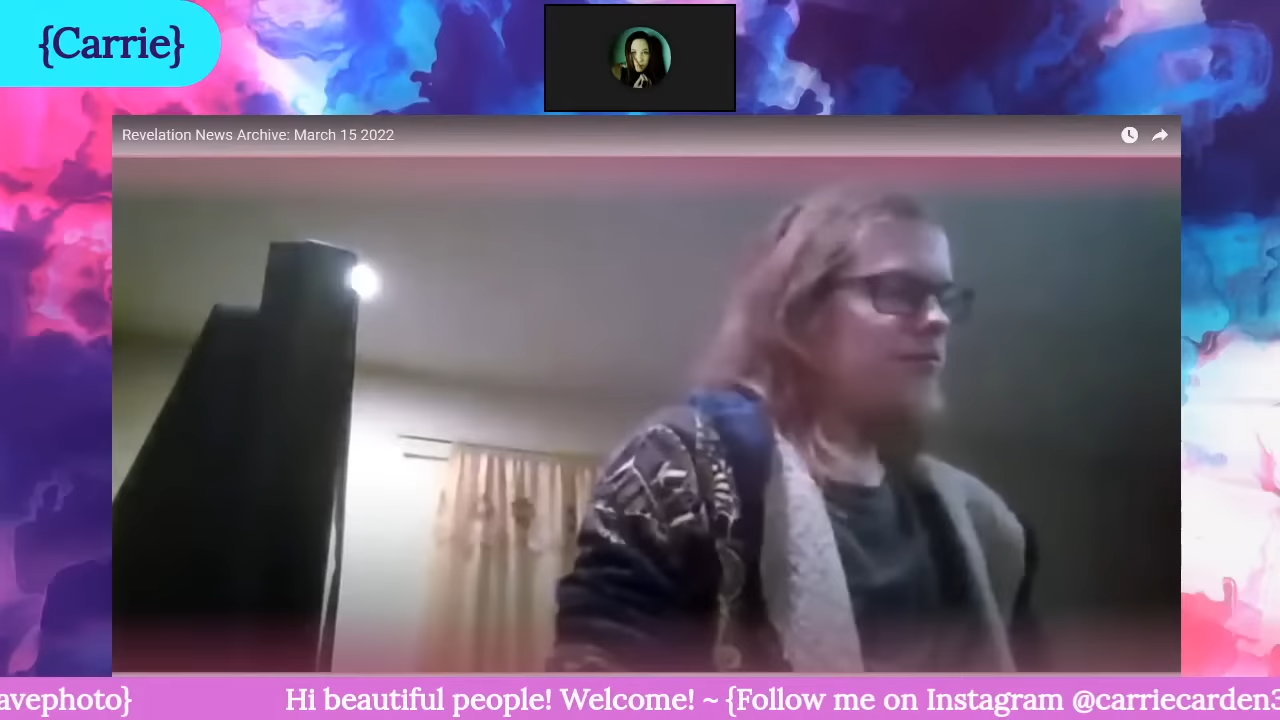 {Carrie}
Revelation News Archive: March 15 2022
avephoto} Hi beautiful people! Welcome! ~ {Follow me on Instagram @carriecarden3